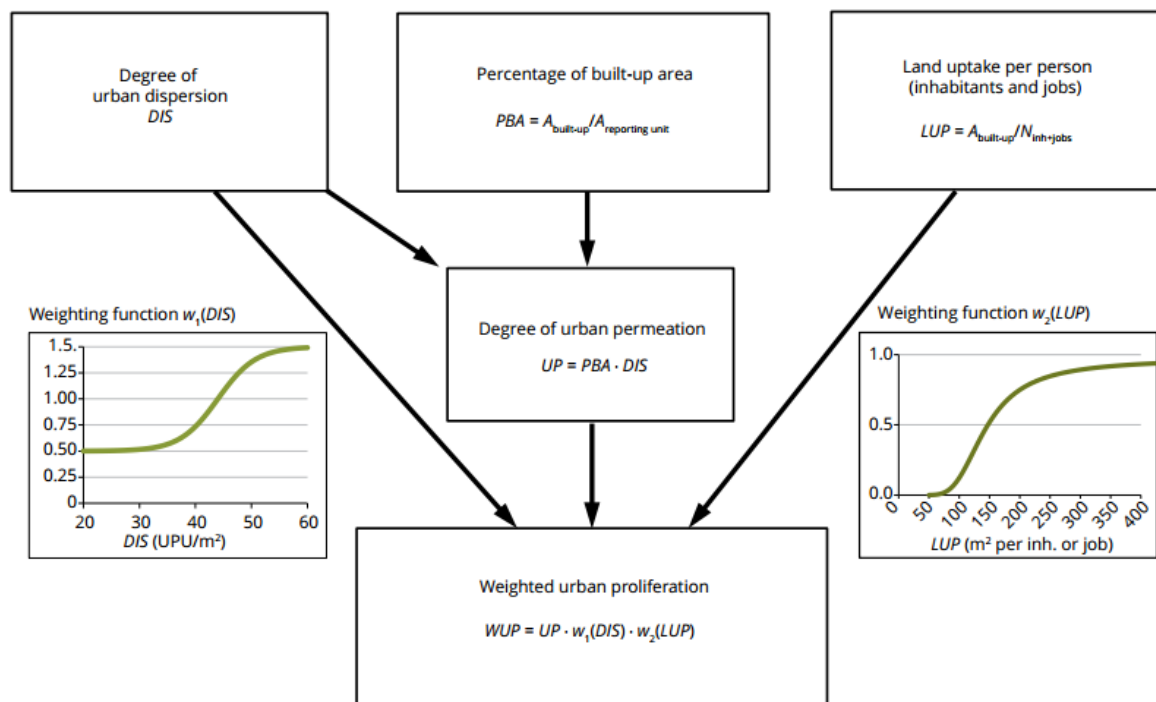 Degree of
urban dispersion
DIS
Percentage of built-up area
PBA = A built-up/A reporting unit
Land uptake per person
(inhabitants and jobs)
LUP = A built-up/N inh+jobs
Degree of urban permeation
UP = PBA · DIS
Weighting function w₁(DIS)
1.5.
1.25
1.00
0.75
0.50
0.25
0
20 30 40 50 60
DIS (UPU/m²)
Weighting function w₂(LUP)
1.0
0.5
0.0
0 50 100 150 200 250 300 350 400
LUP (m² per inh. or job)
Weighted urban proliferation
WUP = UP · w₁(DIS) · w₂(LUP)